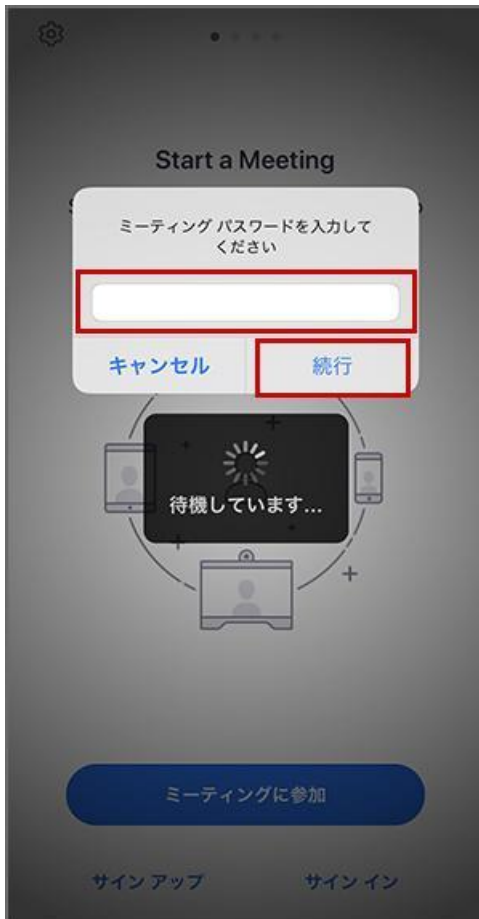 Start a Meeting
ミーティング パスワードを入力して
ください
キャンセル
続行
待機しています...
ミーティングに参加
サイン アップ
サイン イン